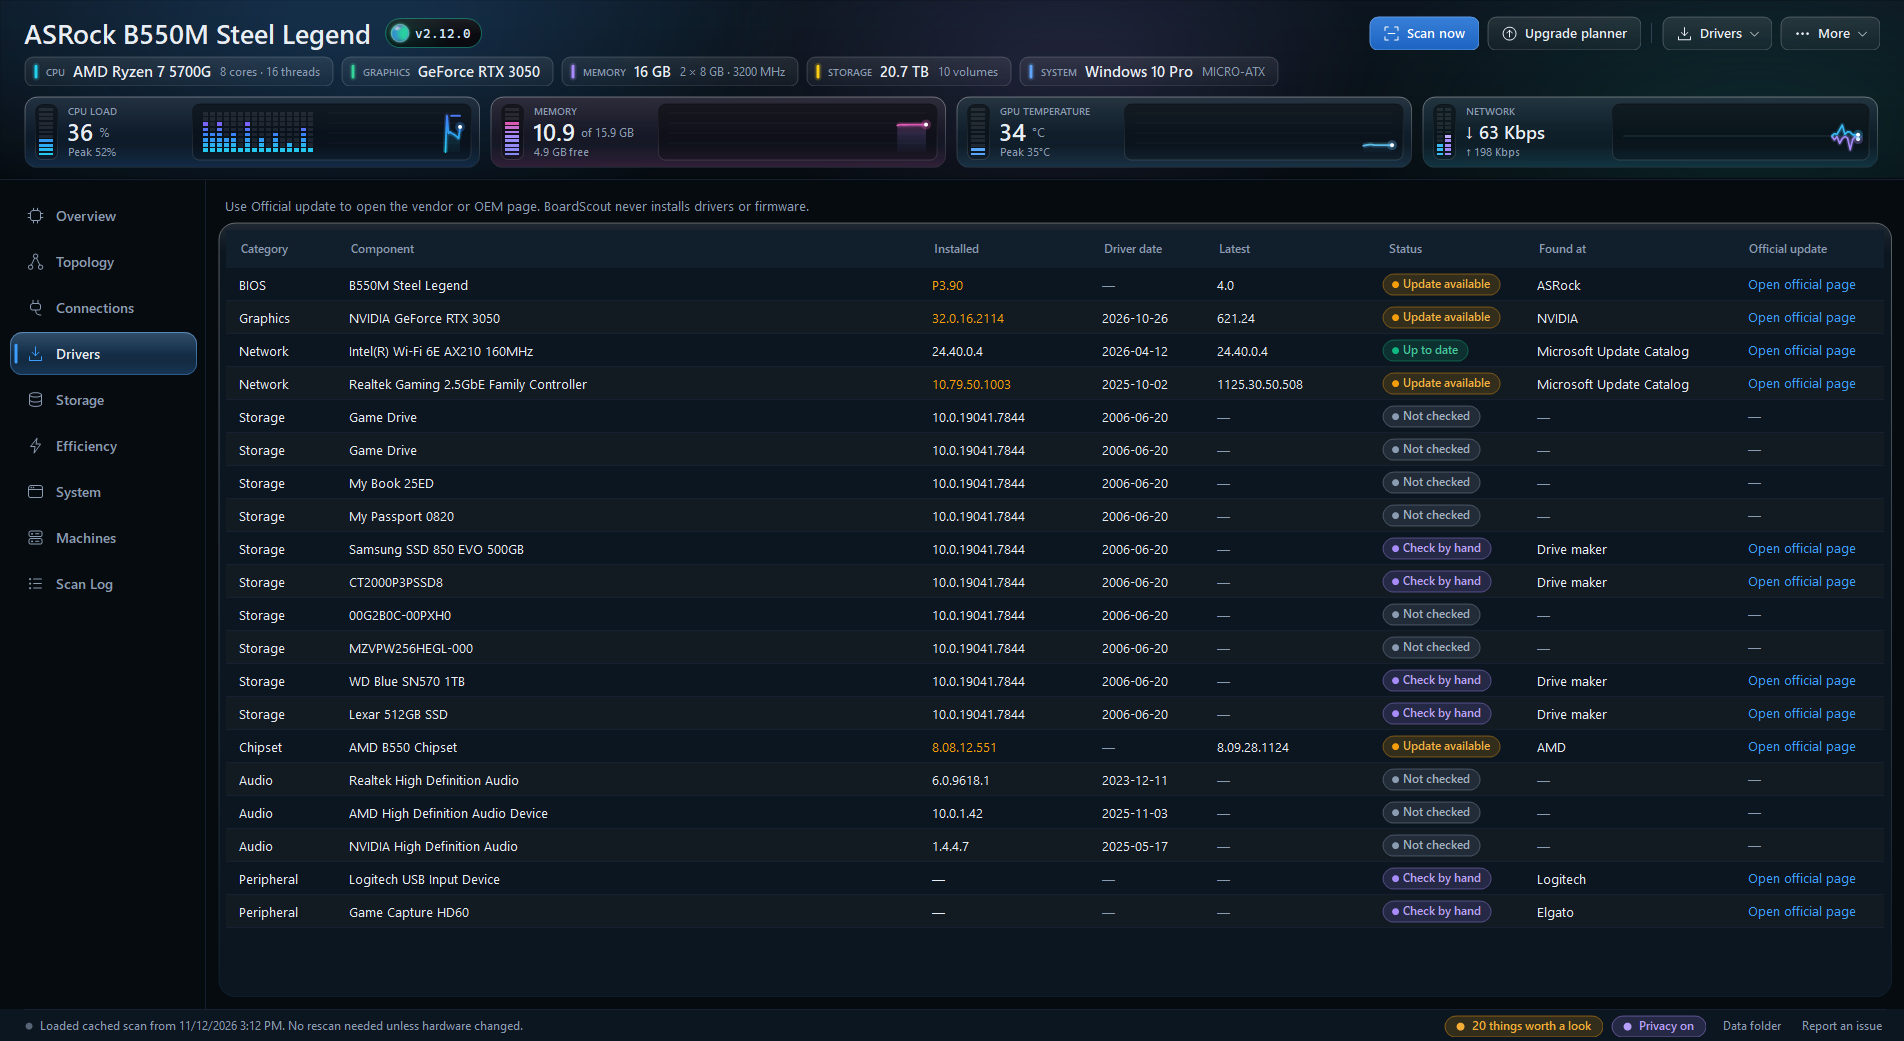 ASRock B550M Steel Legend v2.12.0
Scan now Upgrade planner Drivers More
CPU AMD Ryzen 7 5700G 8 cores · 16 threads GRAPHICS GeForce RTX 3050 MEMORY 16 GB 2 × 8 GB · 3200 MHz STORAGE 20.7 TB 10 volumes SYSTEM Windows 10 Pro MICRO-ATX
CPU LOAD
36 %
Peak 52%
MEMORY
10.9 of 15.9 GB
4.9 GB free
GPU TEMPERATURE
34 °C
Peak 35°C
NETWORK
↓ 63 Kbps
↑ 198 Kbps
Overview
Topology
Connections
Drivers
Storage
Efficiency
System
Machines
Scan Log
Use Official update to open the vendor or OEM page. BoardScout never installs drivers or firmware.
Category Component Installed Driver date Latest Status Found at Official update
BIOS B550M Steel Legend P3.90 — 4.0 Update available ASRock Open official page
Graphics NVIDIA GeForce RTX 3050 32.0.16.2114 2026-10-26 621.24 Update available NVIDIA Open official page
Network Intel(R) Wi-Fi 6E AX210 160MHz 24.40.0.4 2026-04-12 24.40.0.4 Up to date Microsoft Update Catalog Open official page
Network Realtek Gaming 2.5GbE Family Controller 10.79.50.1003 2025-10-02 1125.30.50.508 Update available Microsoft Update Catalog Open official page
Storage Game Drive 10.0.19041.7844 2006-06-20 — Not checked — —
Storage Game Drive 10.0.19041.7844 2006-06-20 — Not checked — —
Storage My Book 25ED 10.0.19041.7844 2006-06-20 — Not checked — —
Storage My Passport 0820 10.0.19041.7844 2006-06-20 — Not checked — —
Storage Samsung SSD 850 EVO 500GB 10.0.19041.7844 2006-06-20 — Check by hand Drive maker Open official page
Storage CT2000P3PSSD8 10.0.19041.7844 2006-06-20 — Check by hand Drive maker Open official page
Storage 00G2B0C-00PXH0 10.0.19041.7844 2006-06-20 — Not checked — —
Storage MZVPW256HEGL-000 10.0.19041.7844 2006-06-20 — Not checked — —
Storage WD Blue SN570 1TB 10.0.19041.7844 2006-06-20 — Check by hand Drive maker Open official page
Storage Lexar 512GB SSD 10.0.19041.7844 2006-06-20 — Check by hand Drive maker Open official page
Chipset AMD B550 Chipset 8.08.12.551 — 8.09.28.1124 Update available AMD Open official page
Audio Realtek High Definition Audio 6.0.9618.1 2023-12-11 — Not checked — —
Audio AMD High Definition Audio Device 10.0.1.42 2025-11-03 — Not checked — —
Audio NVIDIA High Definition Audio 1.4.4.7 2025-05-17 — Not checked — —
Peripheral Logitech USB Input Device — — — Check by hand Logitech Open official page
Peripheral Game Capture HD60 — — — Check by hand Elgato Open official page
Loaded cached scan from 11/12/2026 3:12 PM. No rescan needed unless hardware changed.
20 things worth a look Privacy on Data folder Report an issue